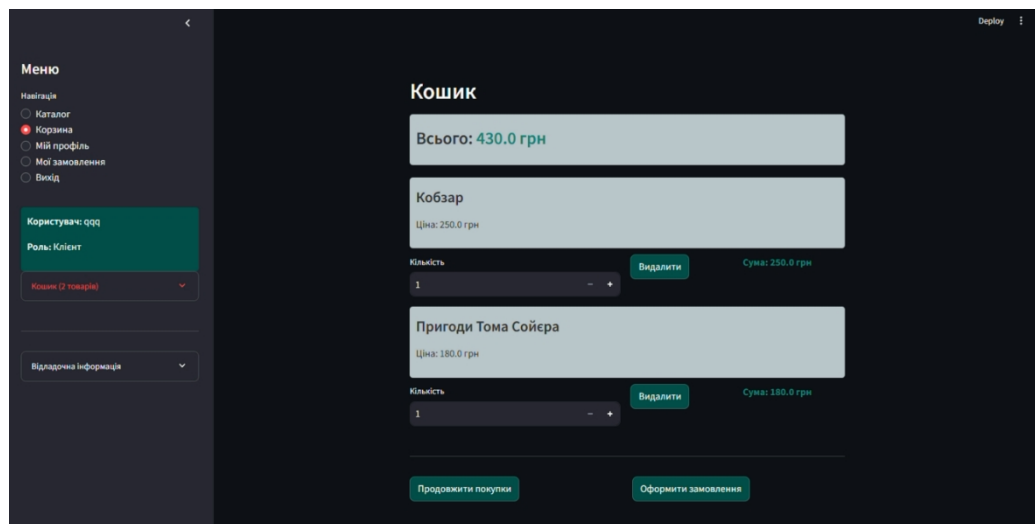 Deploy
Меню
Навігація
Каталог
Корзина
Мій профіль
Мої замовлення
Вихід
Користувач: qqq
Роль: Клієнт
Кошик (2 товарів)
Відладочна інформація
Кошик
Всього: 430.0 грн
Кобзар
Ціна: 250.0 грн
Кількість
1
Видалити
Сума: 250.0 грн
Пригоди Тома Сойєра
Ціна: 180.0 грн
Кількість
1
Видалити
Сума: 180.0 грн
Продовжити покупки
Оформити замовлення